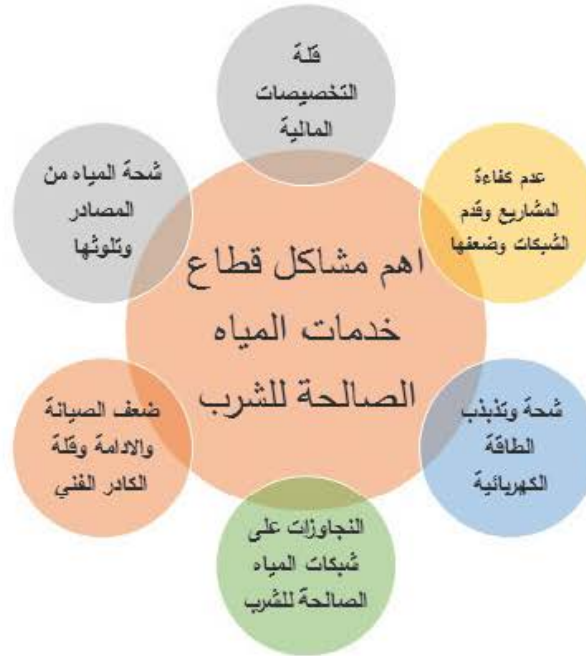 قلة
التخصيصات
المالية
عدم كفاءة
المشاريع وقدم
الشبكات وضعفها
شحة وتذبذب
الطاقة
الكهربائية
النجاوزات على
شبكات المياه
الصالحة للشرب
ضعف الصيانة
والادامة وقلة
الكادر الفني
شحة المياه من
المصادر
وتلوثها
اهم مشاكل قطاع
خدمات المياه
الصالحة للشرب